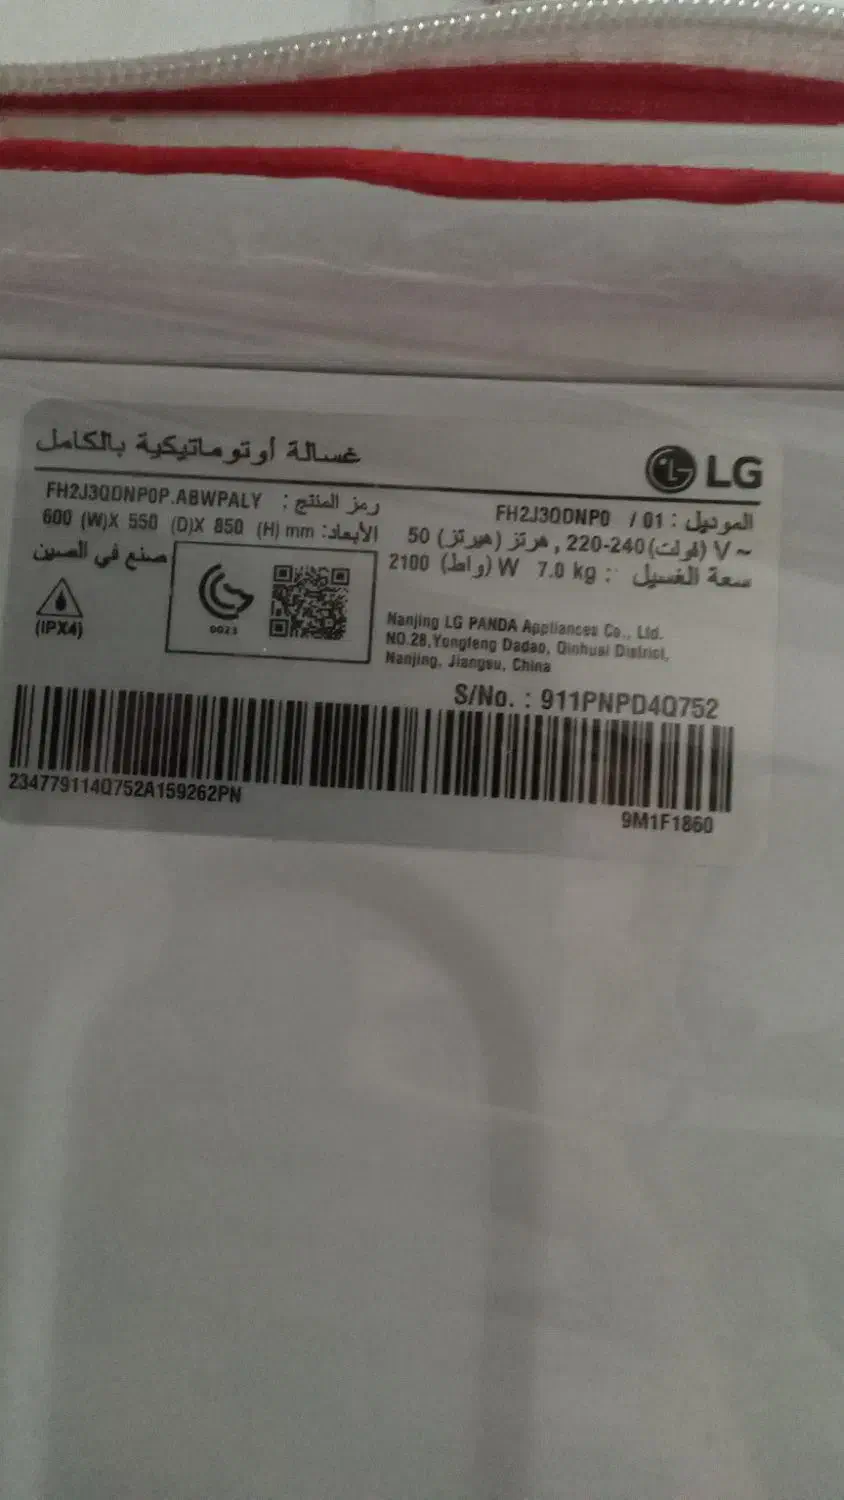 غسالة أوتوماتيكية بالكامل
LG
الموديل : FH2J3QDNP0 / 01
رمز المنتج : FH2J3QDNP0P.ABWPALY
~ V (فولت) 220-240 , هرتز (هيرتز) 50
الأبعاد: 600 (W)X 550 (D)X 850 (H) mm
سعة الغسيل : 7.0 kg W (واط) 2100
صنع في الصين
(IPX4)
0023
Nanjing LG PANDA Appliances Co., Ltd.
NO.28,Yongfeng Dadao, Qinhuai District,
Nanjing, Jiangsu, China
S/No. : 911PNPD4Q752
234779114Q752A159262PN
9M1F1860